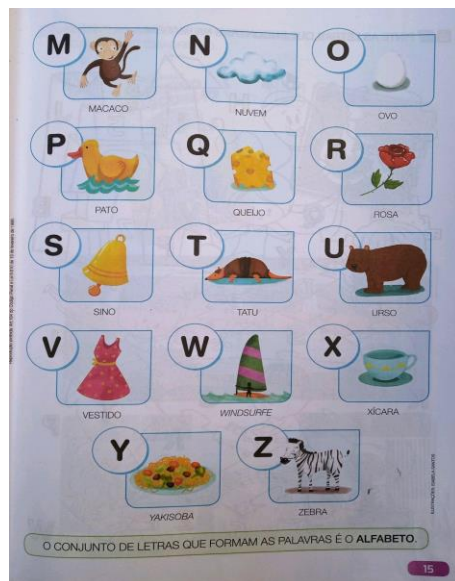 M
N
O
MACACO
NUVEM
OVO
P
Q
R
PATO
QUEIJO
ROSA
S
T
U
SINO
TATU
URSO
V
W
X
VESTIDO
WINDSURFE
XÍCARA
Y
Z
YAKISOBA
ZEBRA
O CONJUNTO DE LETRAS QUE FORMAM AS PALAVRAS É O ALFABETO.
15